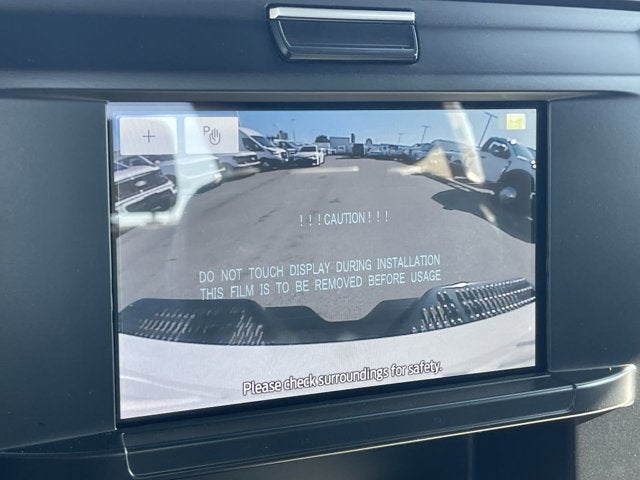 + P
!!!CAUTION!!!
DO NOT TOUCH DISPLAY DURING INSTALLATION
THIS FILM IS TO BE REMOVED BEFORE USAGE
Please check surroundings for safety.